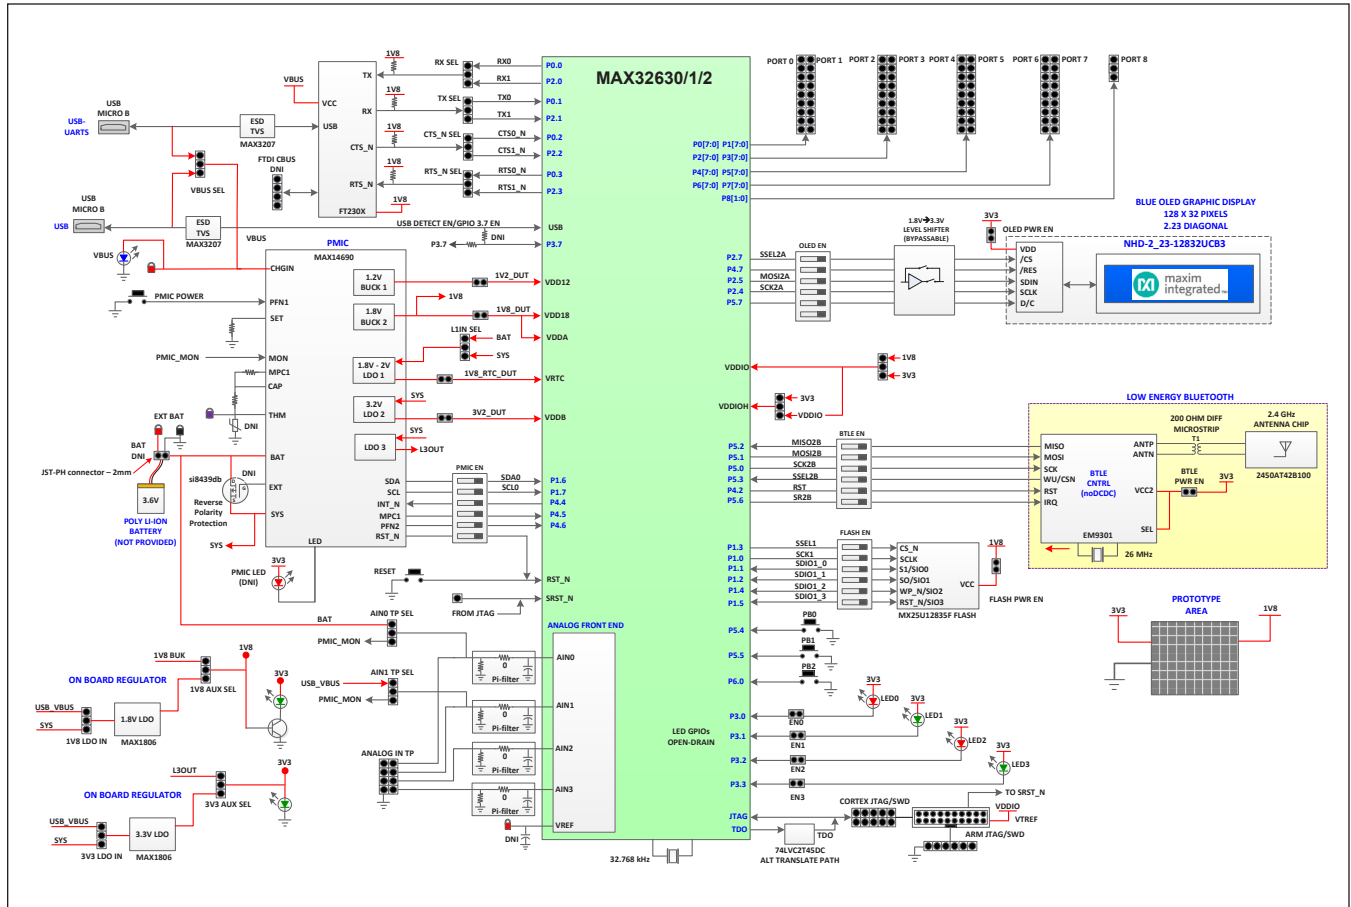 MAX32630/1/2
USB-UARTS
USB
MICRO B
VBUS
ESD
TVS
MAX3207
VCC
USB
TX
RX
CTS_N
RTS_N
FT230X
1V8
1V8
1V8
1V8
1V8
RX SEL
TX SEL
CTS_N SEL
RTS_N SEL
RX0
RX1
TX0
TX1
CTS0_N
CTS1_N
RTS0_N
RTS1_N
P0.0
P2.0
P0.1
P2.1
P0.2
P2.2
P0.3
P2.3
FTDI CBUS
DNI
VBUS SEL
USB
MICRO B
USB
ESD
TVS
MAX3207
USB DETECT EN/GPIO 3.7 EN
DNI
P3.7
USB
P3.7
VBUS
VBUS
PMIC
MAX14690
CHGIN
PFN1
SET
MON
MPC1
CAP
THM
BAT
EXT
SYS
LED
PMIC POWER
PMIC_MON
DNI
EXT BAT
BAT
DNI
JST-PH connector – 2mm
3.6V
POLY LI-ION
BATTERY
(NOT PROVIDED)
DNI
si8439db
Reverse
Polarity
Protection
SYS
1.2V
BUCK 1
1.8V
BUCK 2
1.8V - 2V
LDO 1
3.2V
LDO 2
LDO 3
1V2_DUT
1V8
1V8_DUT
L1IN SEL
BAT
SYS
1V8_RTC_DUT
SYS
3V2_DUT
SYS
L3OUT
VDD12
VDD18
VDDA
VRTC
VDDB
SDA
SCL
INT_N
MPC1
PFN2
RST_N
PMIC EN
SDA0
SCL0
P1.6
P1.7
P4.4
P4.5
P4.6
3V3
PMIC LED
(DNI)
RESET
RST_N
SRST_N
FROM JTAG
BAT
AIN0 TP SEL
PMIC_MON
USB_VBUS
AIN1 TP SEL
PMIC_MON
ANALOG IN TP
0
Pi-filter
0
Pi-filter
0
Pi-filter
0
Pi-filter
DNI
ANALOG FRONT END
AIN0
AIN1
AIN2
AIN3
VREF
32.768 kHz
1V8 BUK
1V8
ON BOARD REGULATOR
1V8 AUX SEL
3V3
USB_VBUS
SYS
1.8V LDO
1V8 LDO IN
MAX1806
L3OUT
3V3
ON BOARD REGULATOR
3V3 AUX SEL
USB_VBUS
SYS
3.3V LDO
3V3 LDO IN
MAX1806
PORT 0
PORT 1
PORT 2
PORT 3
PORT 4
PORT 5
PORT 6
PORT 7
PORT 8
P0[7:0] P1[7:0]
P2[7:0] P3[7:0]
P4[7:0] P5[7:0]
P6[7:0] P7[7:0]
P8[1:0]
P2.7
P4.7
P2.5
P2.4
P5.7
SSEL2A
MOSI2A
SCK2A
OLED EN
1.8V→3.3V
LEVEL SHIFTER
(BYPASSABLE)
3V3
OLED PWR EN
BLUE OLED GRAPHIC DISPLAY
128 X 32 PIXELS
2.23 DIAGONAL
NHD-2_23-12832UCB3
VDD
/CS
/RES
SDIN
SCLK
D/C
maxim
integrated™
VDDIO
VDDIOH
1V8
3V3
3V3
VDDIO
P5.2
P5.1
P5.0
P5.3
P4.2
P5.6
MISO2B
MOSI2B
SCK2B
SSEL2B
RST
SR2B
BTLE EN
LOW ENERGY BLUETOOTH
MISO
MOSI
SCK
WU/CSN
RST
IRQ
BTLE
CNTRL
(noDCDC)
ANTP
ANTN
VCC2
SEL
EM9301
26 MHz
200 OHM DIFF
MICROSTRIP
T1
2.4 GHz
ANTENNA CHIP
2450AT42B100
BTLE
PWR EN
3V3
P1.3
P1.0
P1.1
P1.2
P1.4
P1.5
SSEL1
SCK1
SDIO1_0
SDIO1_1
SDIO1_2
SDIO1_3
FLASH EN
CS_N
SCLK
S1/SIO0
SO/SIO1
WP_N/SIO2
RST_N/SIO3
VCC
MX25U12835F FLASH
1V8
FLASH PWR EN
P5.4
P5.5
P6.0
PB0
PB1
PB2
PROTOTYPE
AREA
3V3
1V8
LED GPIOs
OPEN-DRAIN
P3.0
P3.1
P3.2
P3.3
EN0
EN1
EN2
EN3
3V3
LED0
3V3
LED1
3V3
LED2
3V3
LED3
JTAG
TDO
TDO
74LVC2T45DC
ALT TRANSLATE PATH
CORTEX JTAG/SWD
TO SRST_N
VDDIO
VTREF
ARM JTAG/SWD